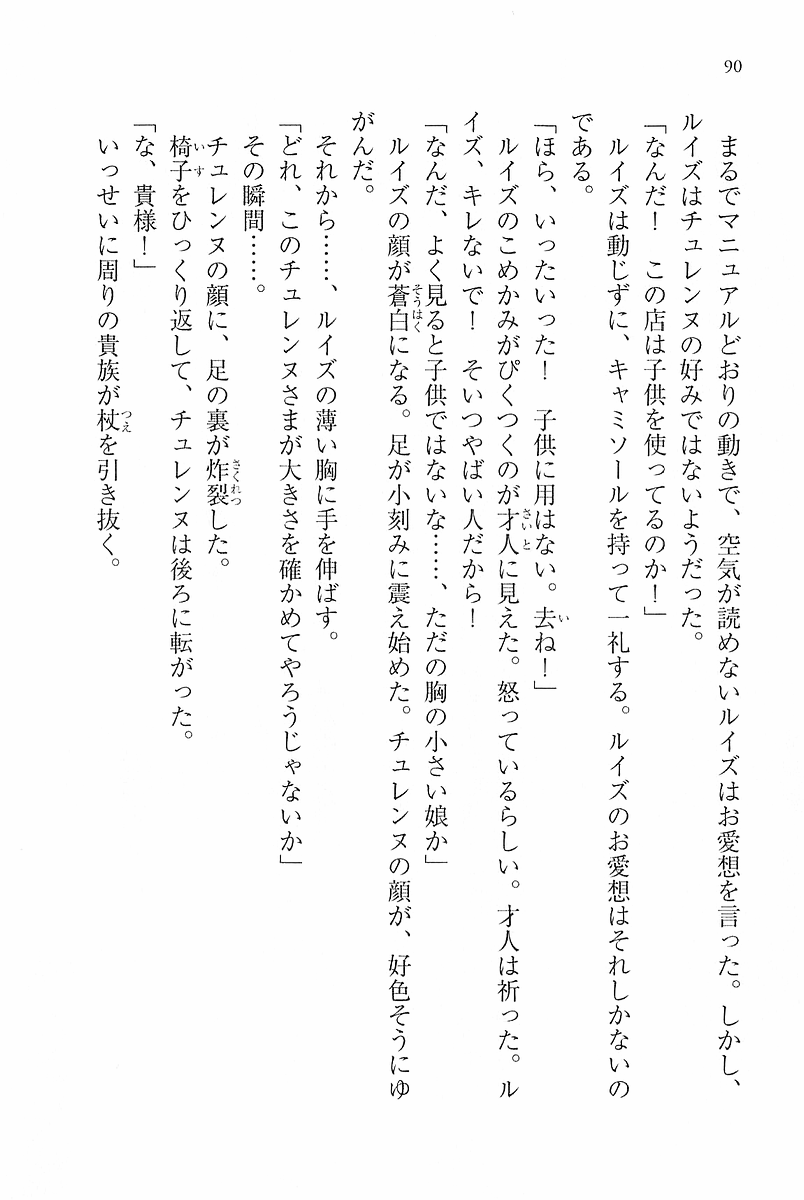 90
まるでマニュアルどおりの動きで、空気が読めないルイズはお愛想を言った。しかし、
ルイズはチュレンヌの好みではないようだった。
「なんだ！　この店は子供を使ってるのか！」
ルイズは動じずに、キャミソールを持って一礼する。ルイズのお愛想はそれしかないの
である。
「ほら、いったいった！　子供に用はない。去ね！」
ルイズのこめかみがぴくつくのが才人に見えた。怒っているらしい。才人は祈った。ル
イズ、キレないで！　そいつやばい人だから！
「なんだ、よく見ると子供ではないな……、ただの胸の小さい娘か」
ルイズの顔が蒼白になる。足が小刻みに震え始めた。チュレンヌの顔が、好色そうにゆ
がんだ。
それから……、ルイズの薄い胸に手を伸ばす。
「どれ、このチュレンヌさまが大きさを確かめてやろうじゃないか」
その瞬間……。
チュレンヌの顔に、足の裏が炸裂した。
椅子をひっくり返して、チュレンヌは後ろに転がった。
「な、貴様！」
いっせいに周りの貴族が杖を引き抜く。